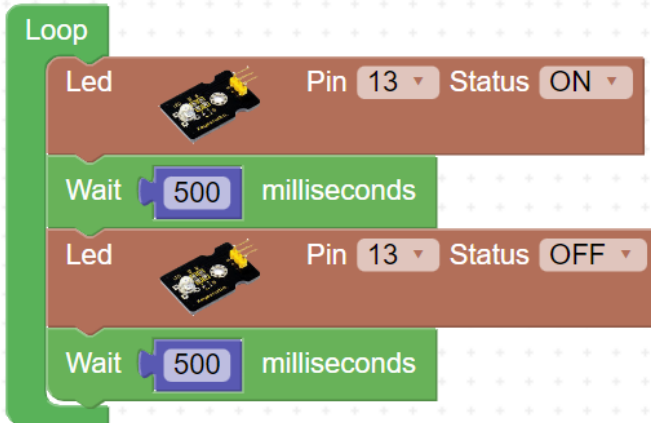 Loop
Led Pin 13 Status ON
Wait 500 milliseconds
Led Pin 13 Status OFF
Wait 500 milliseconds